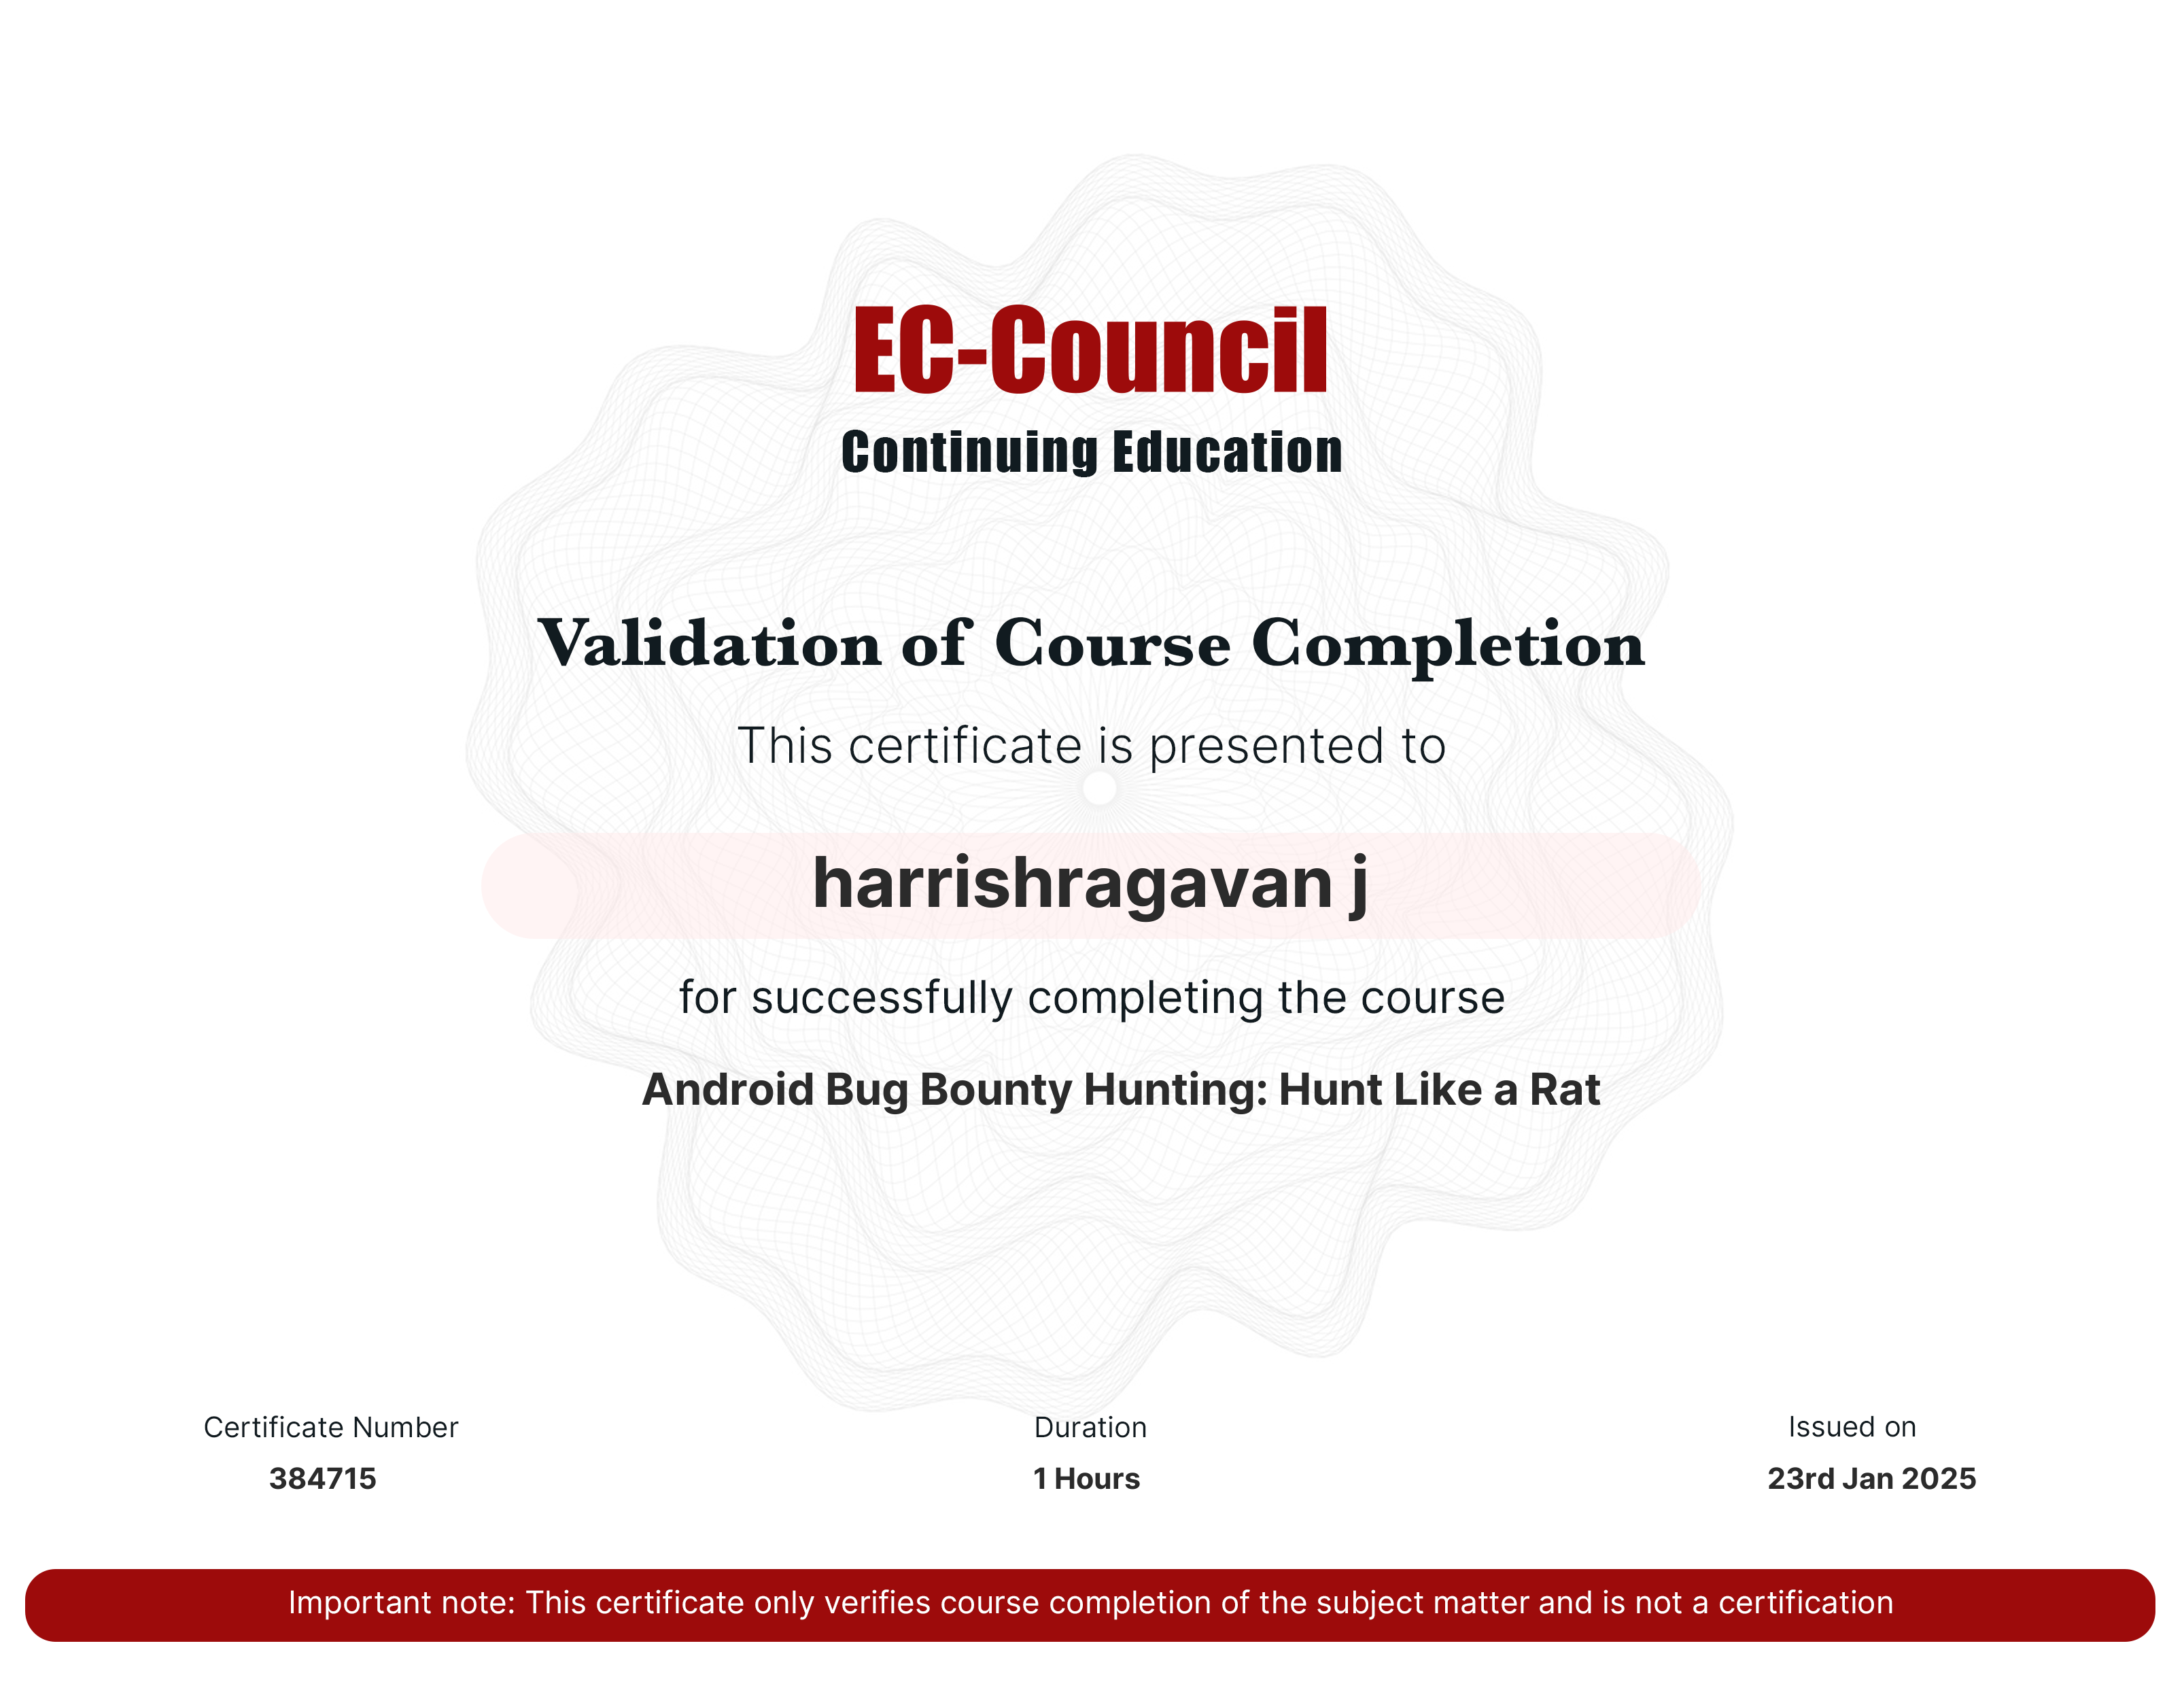 EC-Council
Continuing Education
Validation of Course Completion
This certificate is presented to
harrishragavan j
for successfully completing the course
Android Bug Bounty Hunting: Hunt Like a Rat
Certificate Number
384715
Duration
1 Hours
Issued on
23rd Jan 2025
Important note: This certificate only verifies course completion of the subject matter and is not a certification